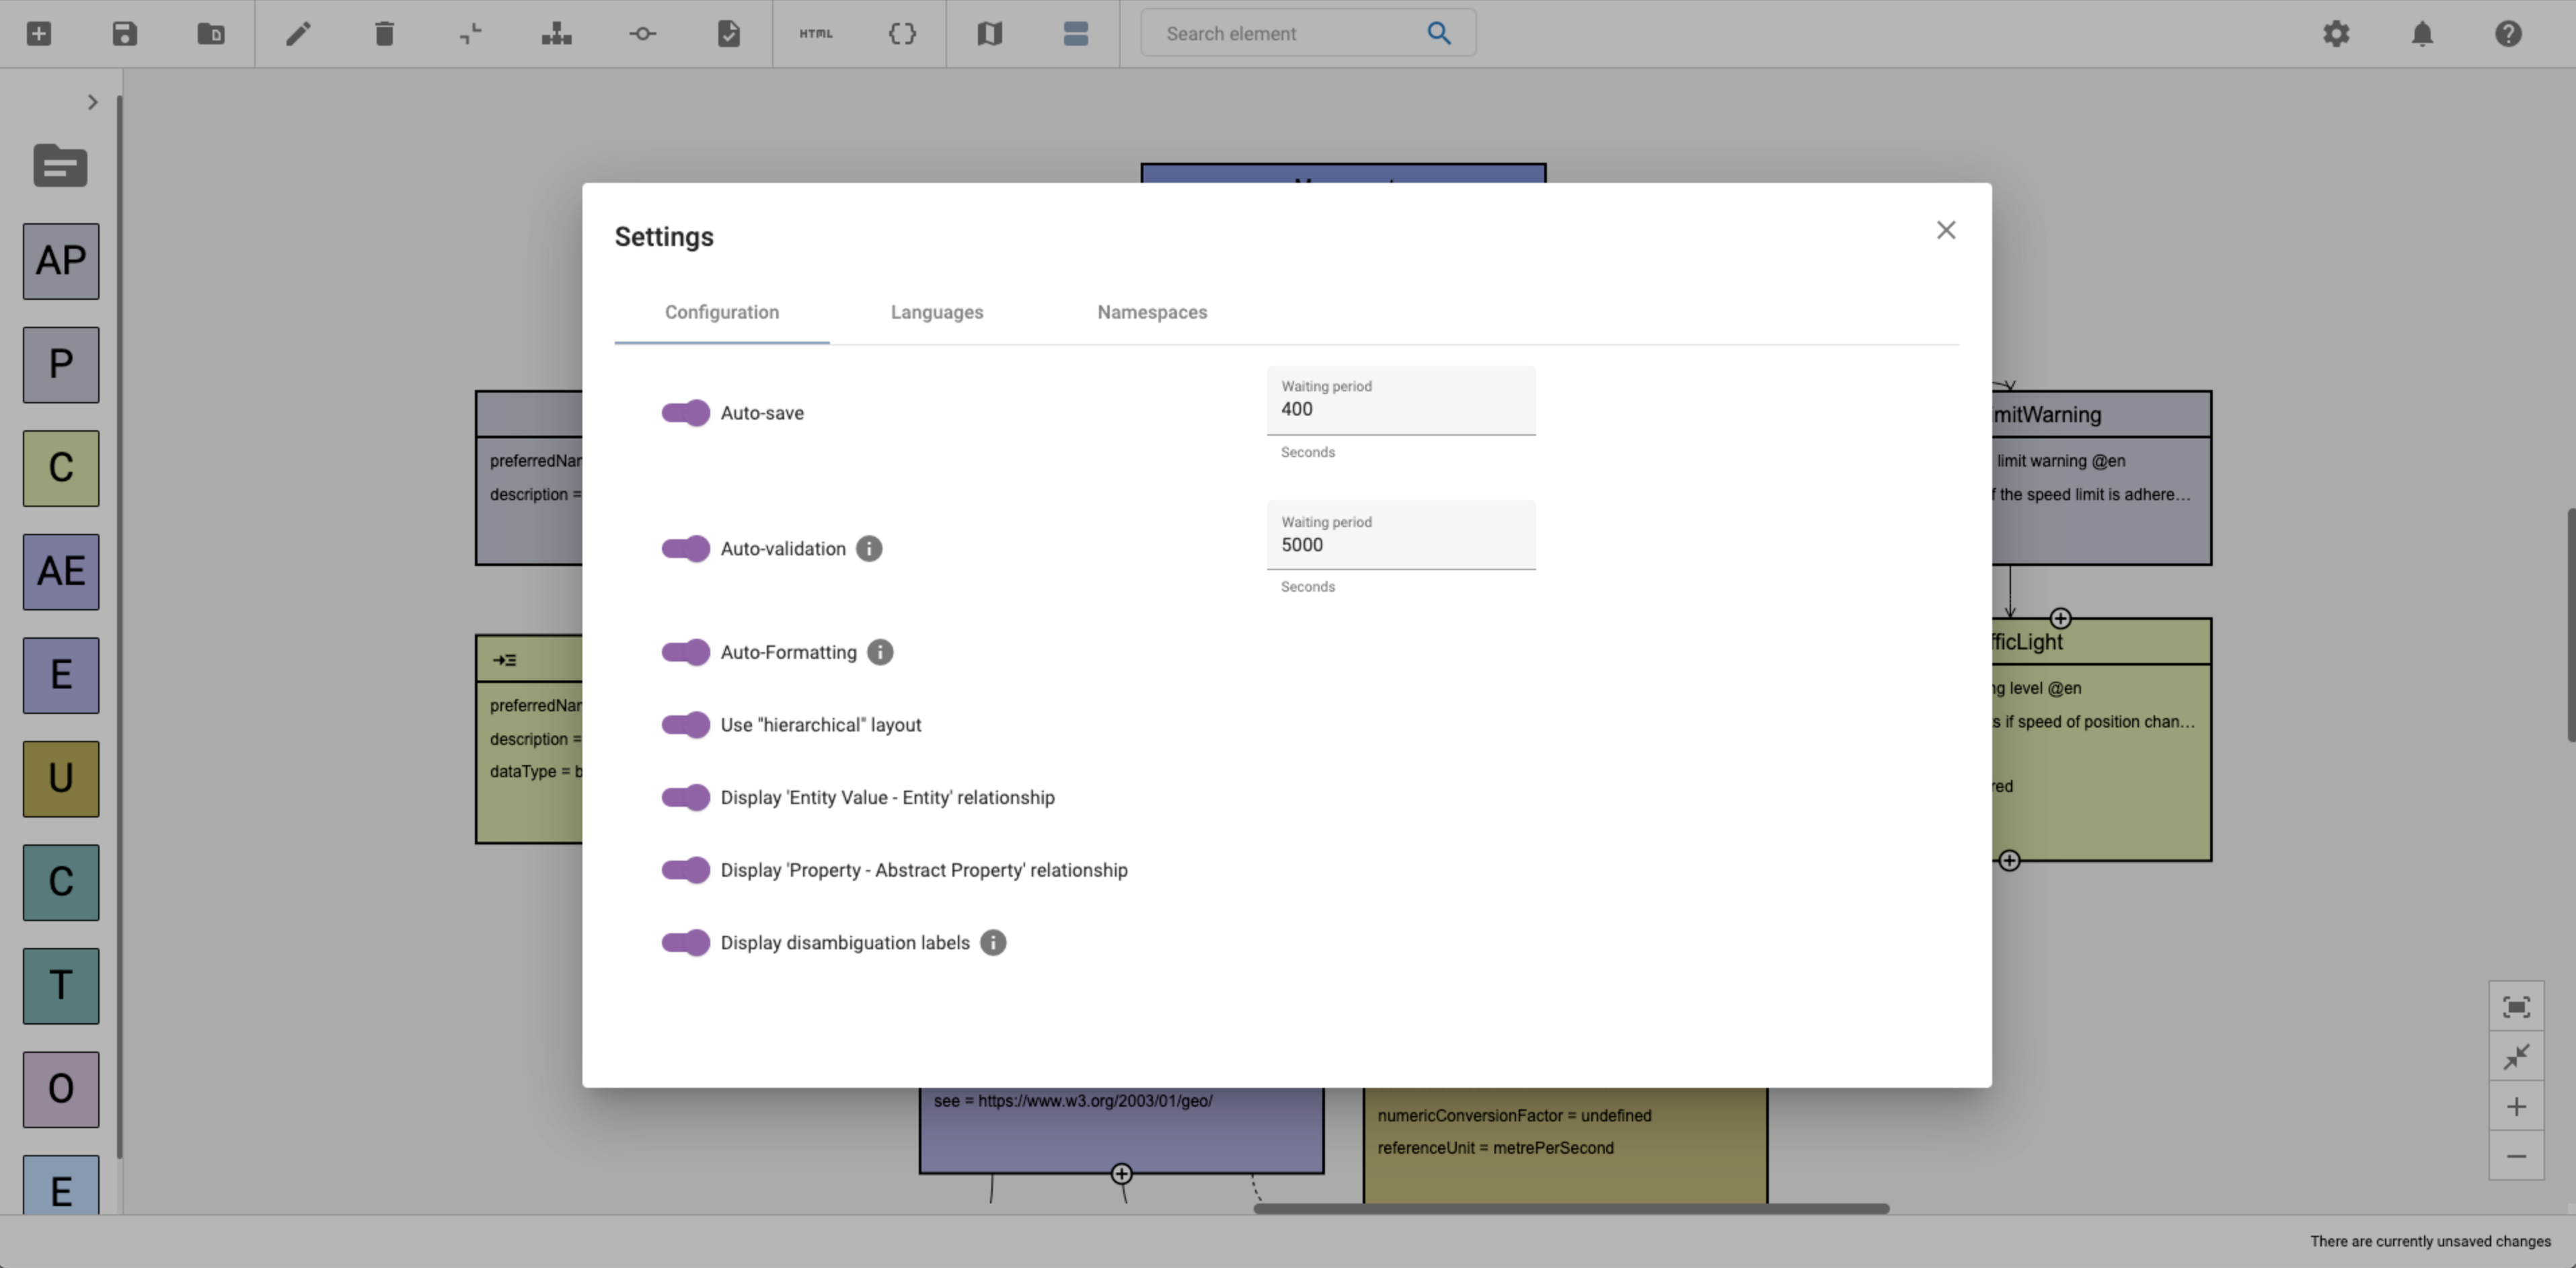 HTML
Search element
AP
P
C
AE
E
U
C
T
O
E
Settings
Configuration
Languages
Namespaces
Auto-save
Waiting period
400
Seconds
Auto-validation
Waiting period
5000
Seconds
Auto-Formatting
Use "hierarchical" layout
Display 'Entity Value - Entity' relationship
Display 'Property - Abstract Property' relationship
Display disambiguation labels
preferredNar
description =
preferredNar
description =
dataType = b
mitWarning
limit warning @en
f the speed limit is adhere...
fficLight
ng level @en
s if speed of position chan...
red
see = https://www.w3.org/2003/01/geo/
numericConversionFactor = undefined
referenceUnit = metrePerSecond
There are currently unsaved changes